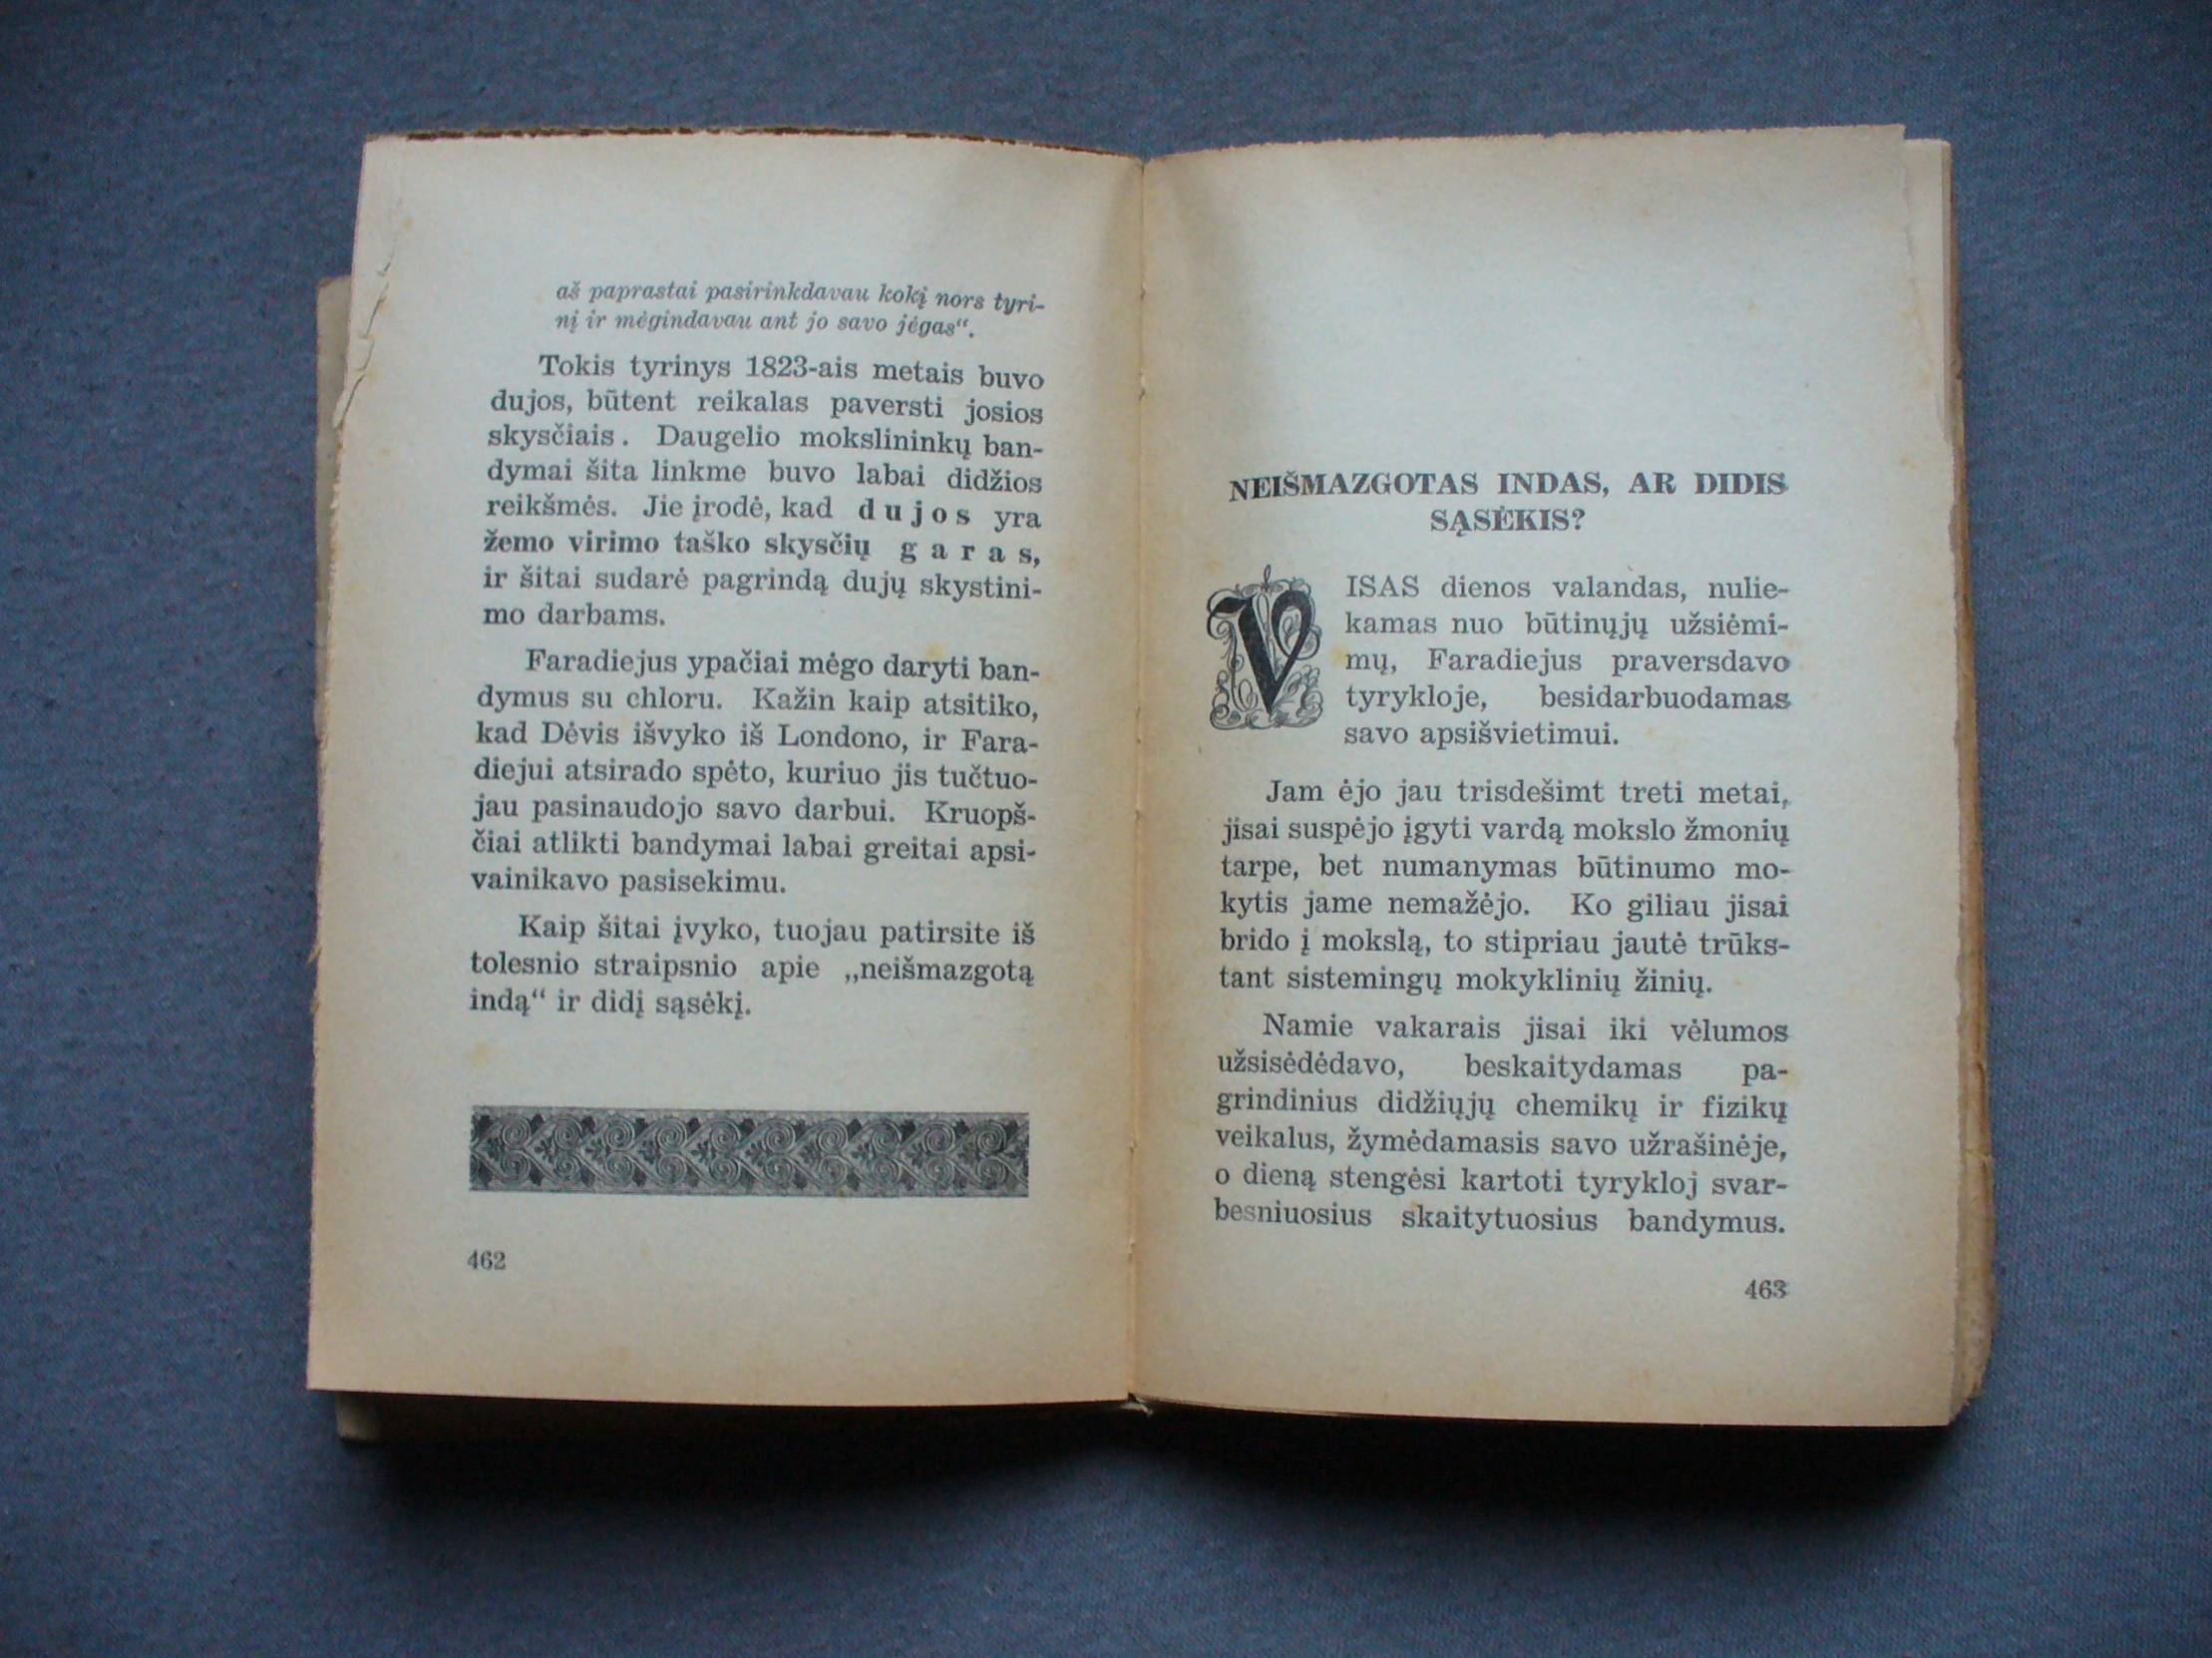 aš paprastai pasirinkdavau kokį nors tyri-
nį ir mėgindavau ant jo savo jėgas“.
Tokis tyrinys 1823-ais metais buvo
dujos, būtent reikalas paversti josios
skysčiais. Daugelio mokslininkų ban-
dymai šita linkme buvo labai didžios
reikšmės. Jie įrodė, kad dujos yra
žemo virimo taško skysčių garas,
ir šitai sudarė pagrindą dujų skystini-
mo darbams.
Faradiejus ypačiai mėgo daryti ban-
dymus su chloru. Kažin kaip atsitiko,
kad Dėvis išvyko iš Londono, ir Fara-
diejui atsirado spėto, kuriuo jis tučtuo-
jau pasinaudojo savo darbui. Kruopš-
čiai atlikti bandymai labai greitai apsi-
vainikavo pasisekimu.
Kaip šitai įvyko, tuojau patirsite iš
tolesnio straipsnio apie „neišmazgotą
indą“ ir didį sąsėkį.
462
NEIŠMAZGOTAS INDAS, AR DIDIS
SĄSĖKIS?
VISAS dienos valandas, nulie-
kamas nuo būtinųjų užsiėmi-
mų, Faradiejus praversdavo
tyrykloje, besidarbuodamas
savo apsišvietimui.
Jam ėjo jau trisdešimt treti metai,
jisai suspėjo įgyti vardą mokslo žmonių
tarpe, bet numanymas būtinumo mo-
kytis jame nemažėjo. Ko giliau jisai
brido į mokslą, to stipriau jautė trūks-
tant sistemingų mokyklinių žinių.
Namie vakarais jisai iki vėlumos
užsisėdėdavo, beskaitydamas pa-
grindinius didžiųjų chemikų ir fizikų
veikalus, žymėdamasis savo užrašinėje,
o dieną stengėsi kartoti tyrykloj svar-
besniuosius skaitytuosius bandymus.
463